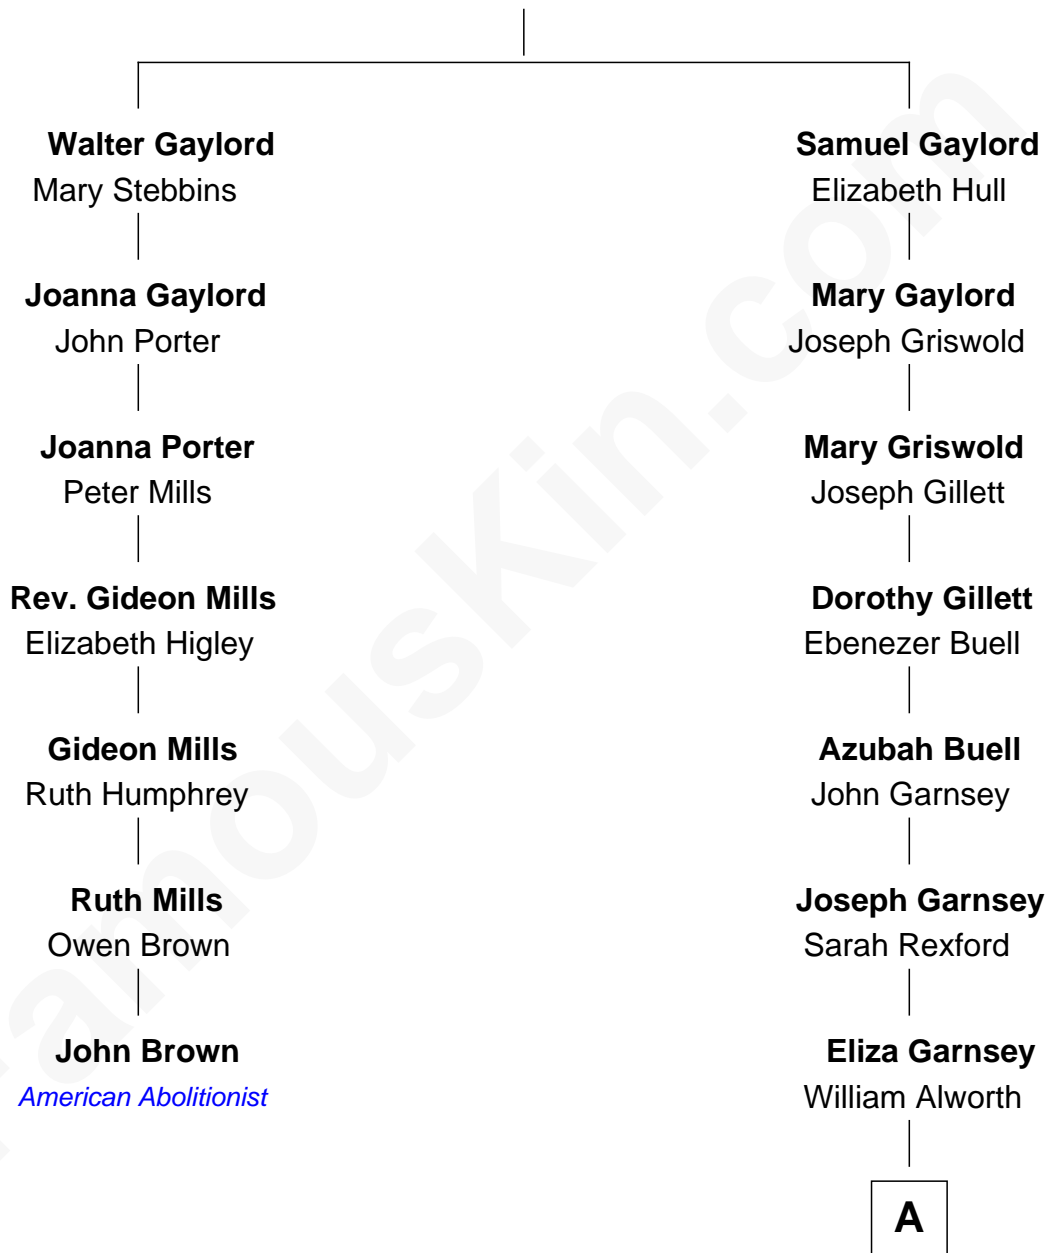 Walter Gaylord
Mary Stebbins
Joanna Gaylord
John Porter
Joanna Porter
Peter Mills
Rev. Gideon Mills
Elizabeth Higley
Gideon Mills
Ruth Humphrey
Ruth Mills
Owen Brown
John Brown
American Abolitionist
Samuel Gaylord
Elizabeth Hull
Mary Gaylord
Joseph Griswold
Mary Griswold
Joseph Gillett
Dorothy Gillett
Ebenezer Buell
Azubah Buell
John Garnsey
Joseph Garnsey
Sarah Rexford
Eliza Garnsey
William Alworth
A
FamousKin.com